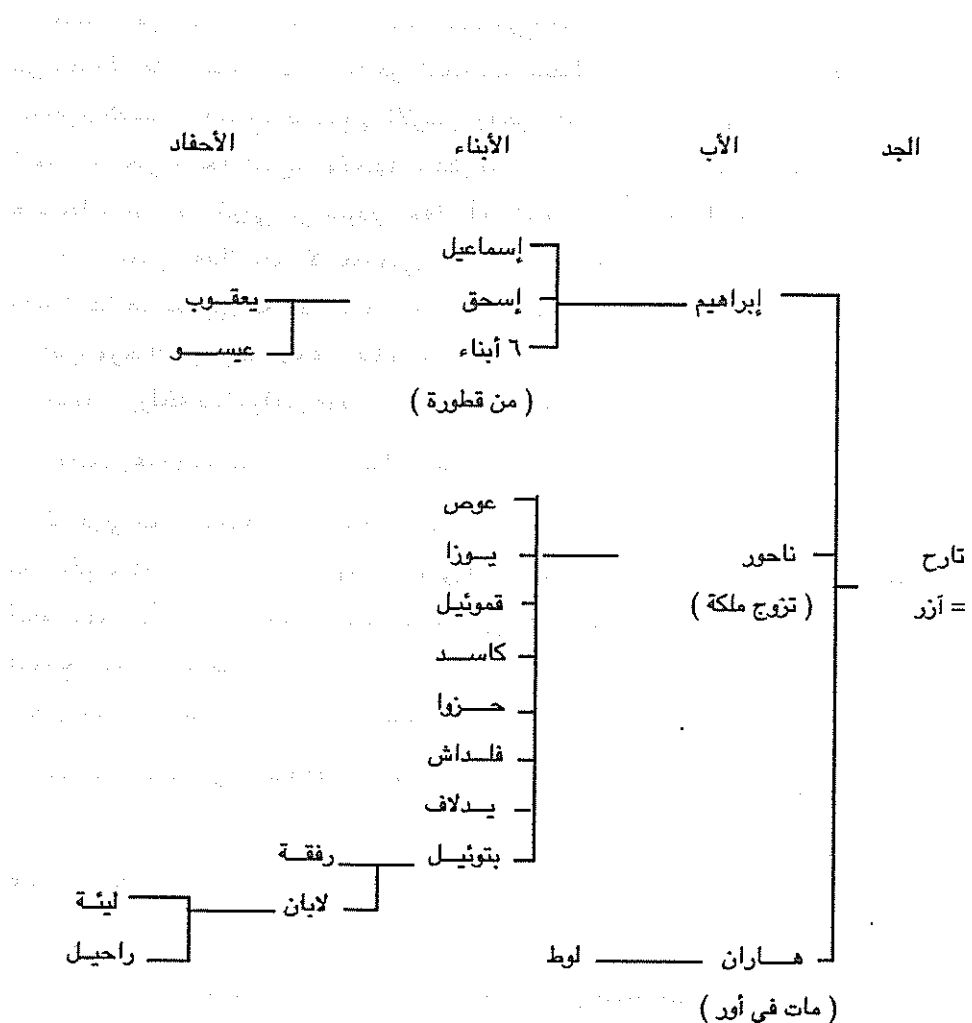 الجد الأب الأبناء الأحفاد
إسماعيل
إبراهيم إسحق يعقوب
٦ أبناء عيسو
( من قطورة )
عوص
تارح ناحور يوزا
= آزر ( تزوج ملكة ) قموئيل
كاسد
حزوا
فلداش
يدلاف
بتوئيل رفقة
لابان ليئة
هاران لوط راحيل
( مات فى أور )